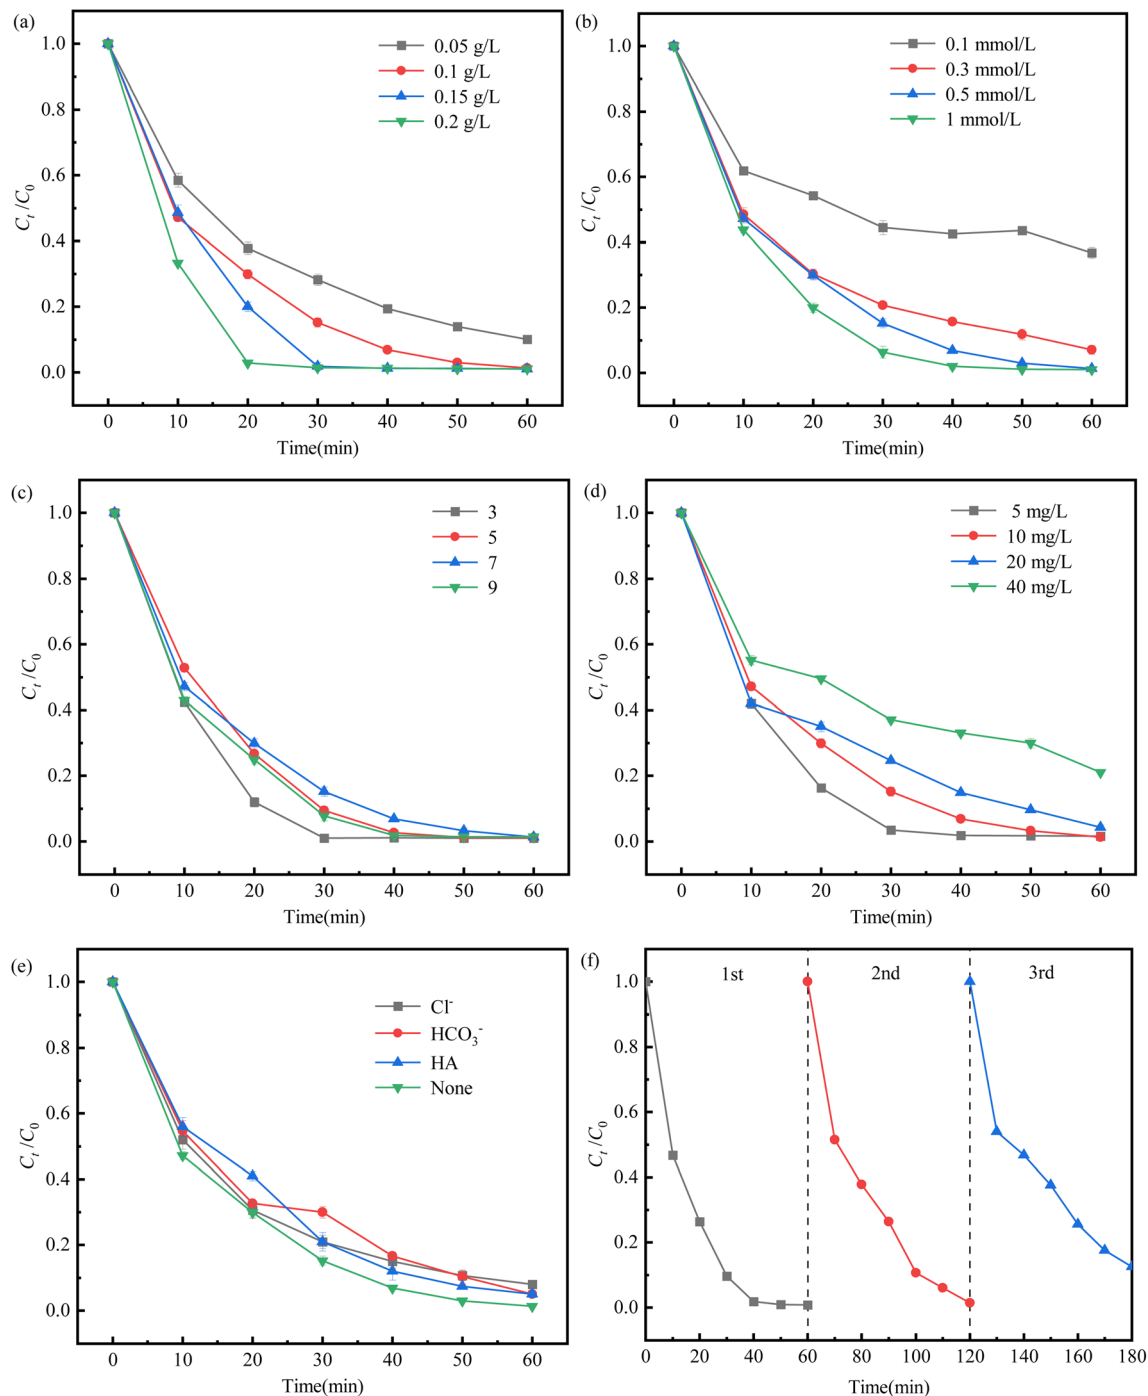 (a)
0.05 g/L
0.1 g/L
0.15 g/L
0.2 g/L
1.0
0.8
0.6
0.4
0.2
0.0
Cₜ/C₀
0 10 20 30 40 50 60
Time(min)
(b)
0.1 mmol/L
0.3 mmol/L
0.5 mmol/L
1 mmol/L
1.0
0.8
0.6
0.4
0.2
0.0
Cₜ/C₀
0 10 20 30 40 50 60
Time(min)
(c)
3
5
7
9
1.0
0.8
0.6
0.4
0.2
0.0
Cₜ/C₀
0 10 20 30 40 50 60
Time(min)
(d)
5 mg/L
10 mg/L
20 mg/L
40 mg/L
1.0
0.8
0.6
0.4
0.2
0.0
Cₜ/C₀
0 10 20 30 40 50 60
Time(min)
(e)
Cl⁻
HCO₃⁻
HA
None
1.0
0.8
0.6
0.4
0.2
0.0
Cₜ/C₀
0 10 20 30 40 50 60
Time(min)
(f)
1st 2nd 3rd
1.0
0.8
0.6
0.4
0.2
0.0
Cₜ/C₀
0 20 40 60 80 100 120 140 160 180
Time(min)